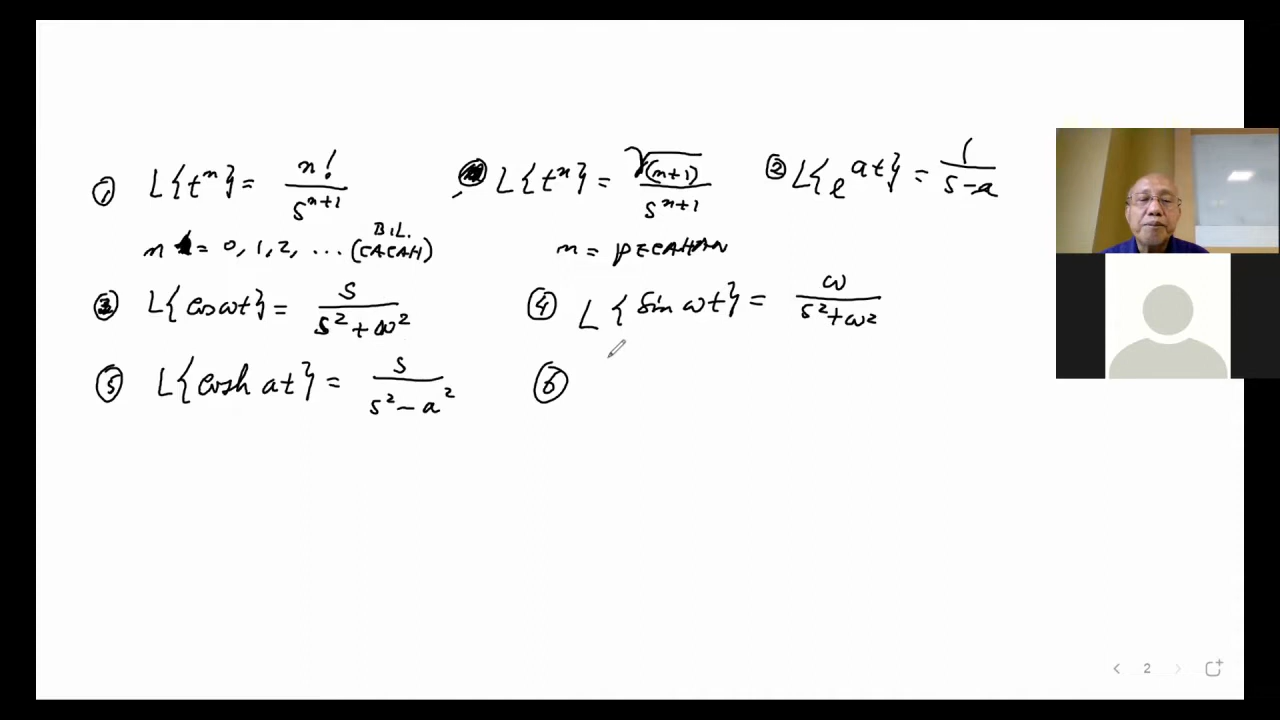 ① L{tⁿ} = n!/sⁿ⁺¹ L{tⁿ} = √(n+1)/sⁿ⁺¹ ② L{e^{at}} = 1/(s-a)
n = 0, 1, 2, ... (BIL. CACAH) n = PECAHAN
③ L{cos ωt} = s/(s²+ω²) ④ L{sin ωt} = ω/(s²+ω²)
⑤ L{cosh at} = s/(s²-a²) ⑥
2